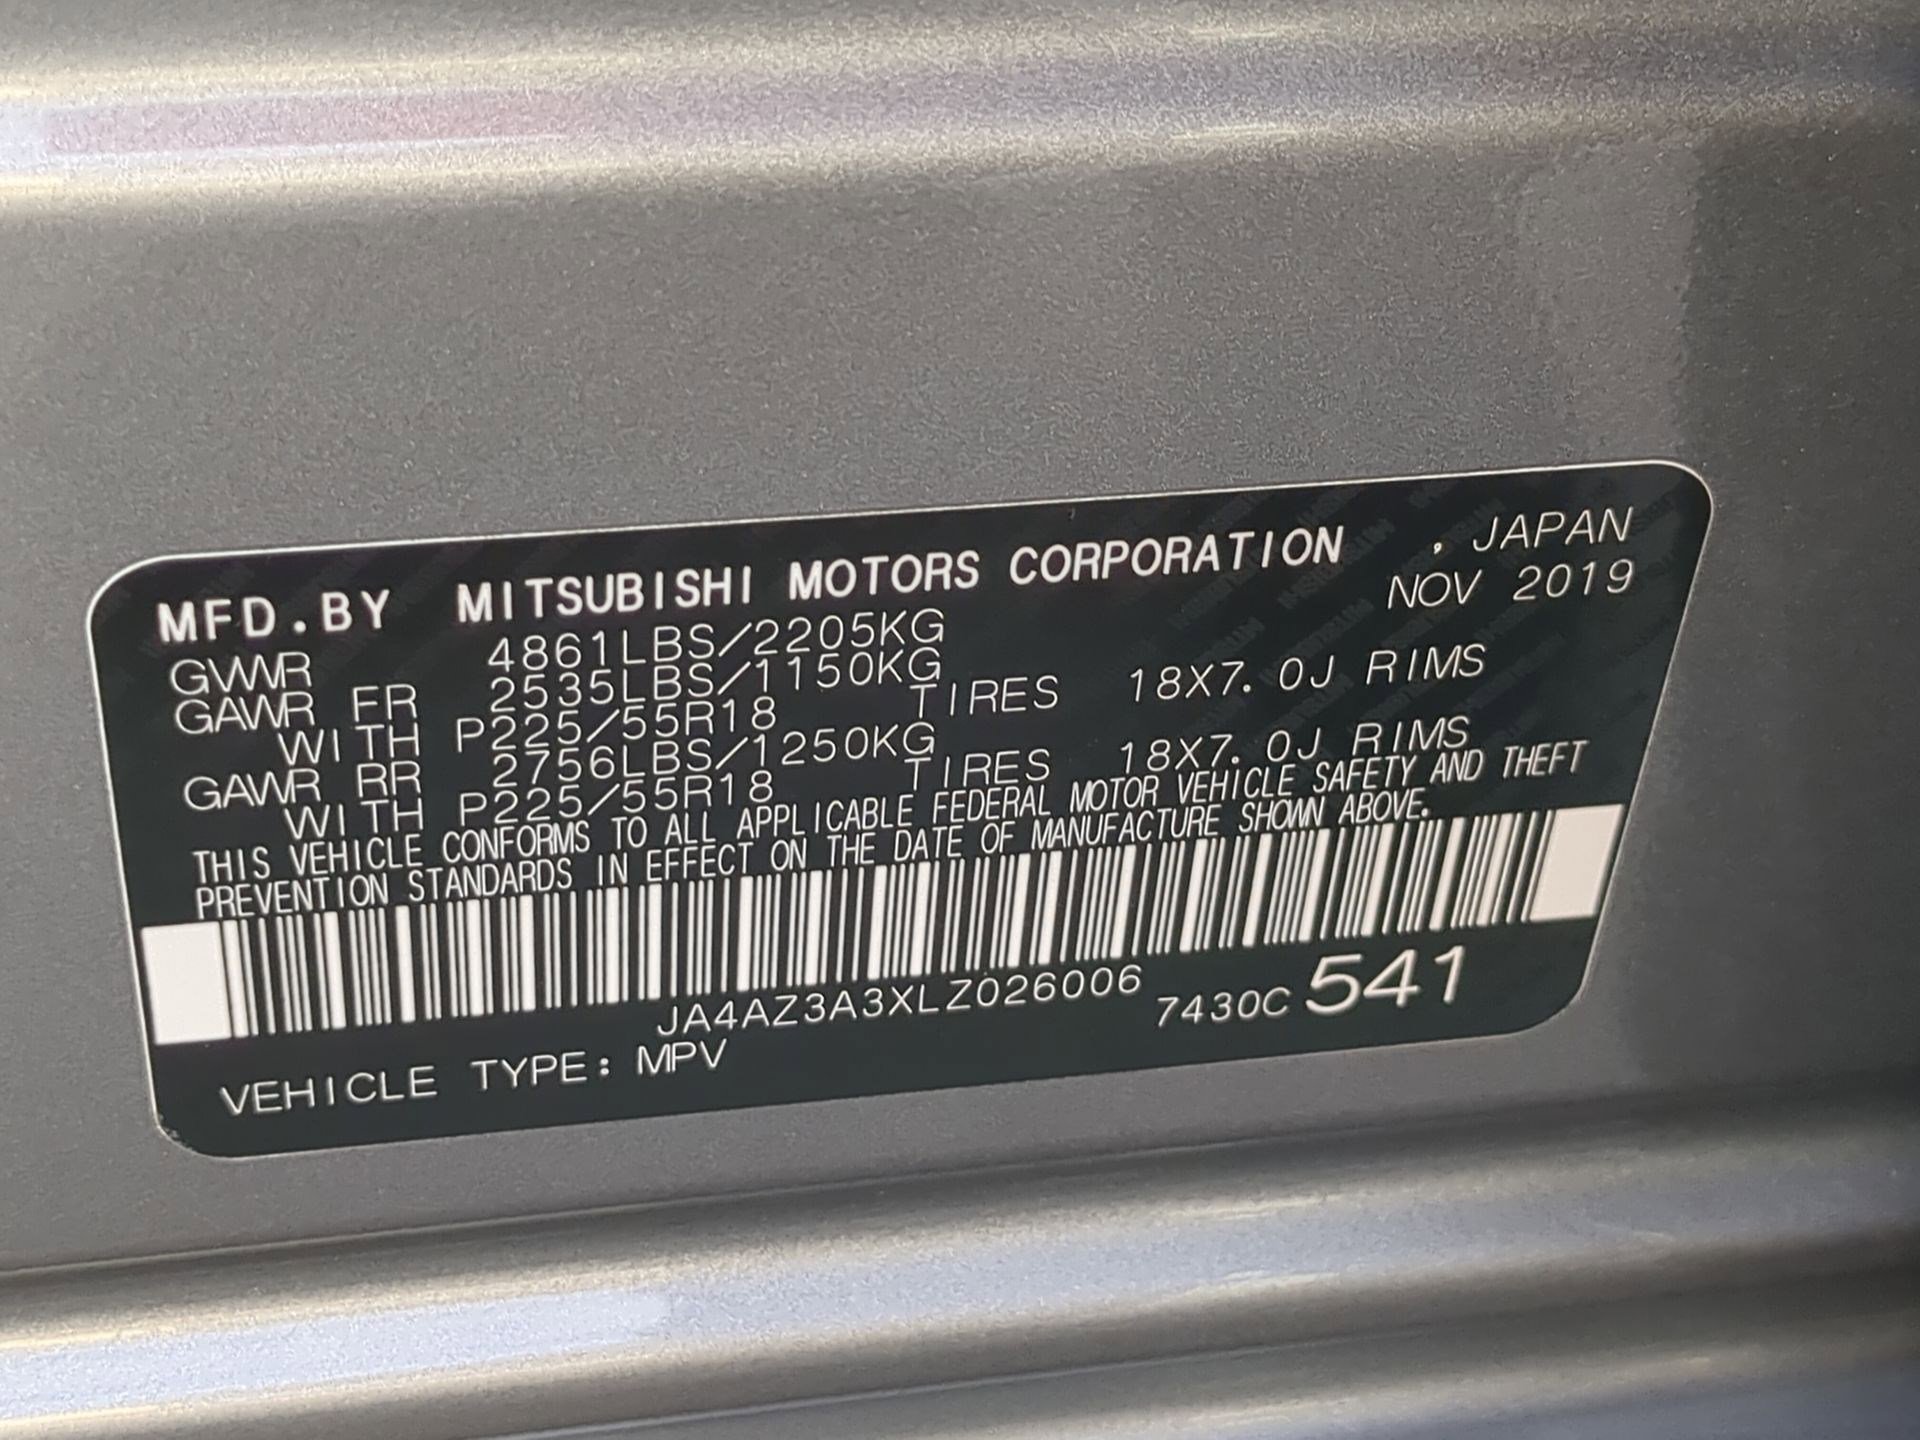 MFD.BY MITSUBISHI MOTORS CORPORATION , JAPAN
NOV 2019
GVWR 4861LBS/2205KG
GAWR FR 2535LBS/1150KG
WITH P225/55R18 TIRES 18X7.0J RIMS
GAWR RR 2756LBS/1250KG
WITH P225/55R18 TIRES 18X7.0J RIMS
THIS VEHICLE CONFORMS TO ALL APPLICABLE FEDERAL MOTOR VEHICLE SAFETY AND THEFT
PREVENTION STANDARDS IN EFFECT ON THE DATE OF MANUFACTURE SHOWN ABOVE.
JA4AZ3A3XLZ026006 7430C 541
VEHICLE TYPE: MPV